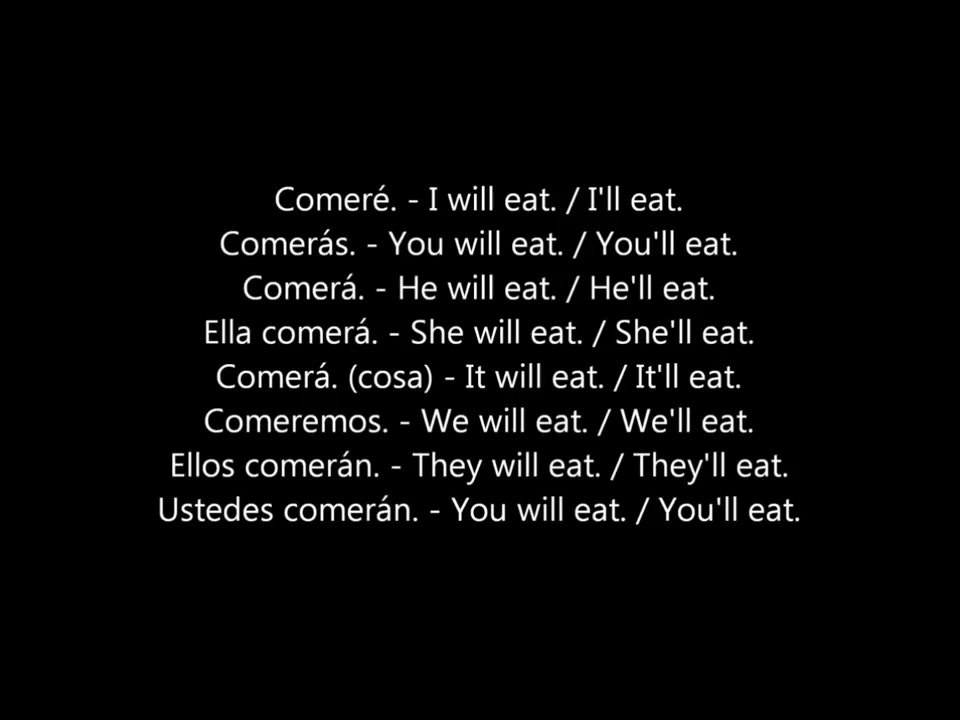 Comeré. - I will eat. / I'll eat.
Comerás. - You will eat. / You'll eat.
Comerá. - He will eat. / He'll eat.
Ella comerá. - She will eat. / She'll eat.
Comerá. (cosa) - It will eat. / It'll eat.
Comeremos. - We will eat. / We'll eat.
Ellos comerán. - They will eat. / They'll eat.
Ustedes comerán. - You will eat. / You'll eat.